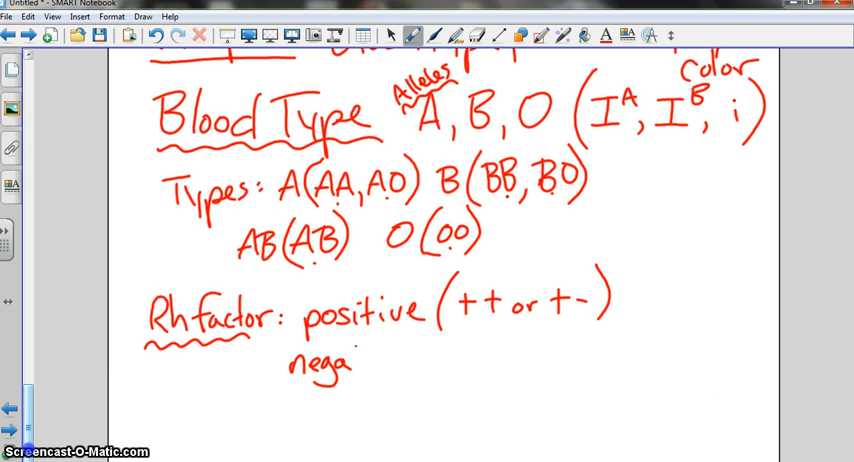 Untitled * - SMART Notebook
File Edit View Insert Format Draw Help
color
Alleles
Blood Type A, B, O (Iᴬ, Iᴮ, i)
Types: A(AA, AO) B(BB, BO)
AB(AB) O(OO)
Rh factor: positive (++ or +-)
nega
Screencast-O-Matic.com